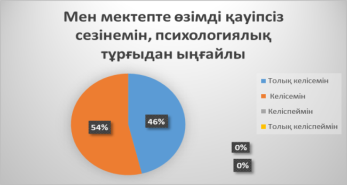 Мен мектепте өзімді қауіпсіз
сезінемін, психологиялық
тұрғыдан ыңғайлы
Толық келісемін
Келісемін
Келіспеймін
Толық келіспеймін
54%
46%
0%
0%